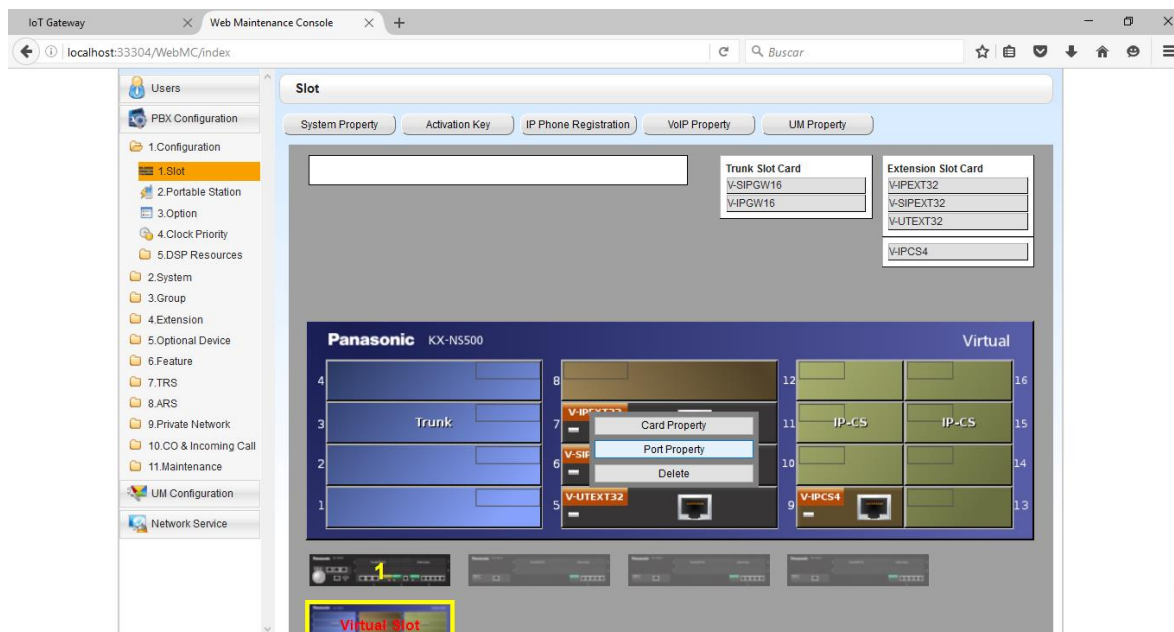 IoT Gateway
Web Maintenance Console
localhost:33304/WebMC/index
Buscar
Users
PBX Configuration
1.Configuration
1.Slot
2.Portable Station
3.Option
4.Clock Priority
5.DSP Resources
2.System
3.Group
4.Extension
5.Optional Device
6.Feature
7.TRS
8.ARS
9.Private Network
10.CO & Incoming Call
11.Maintenance
UM Configuration
Network Service
Slot
System Property
Activation Key
IP Phone Registration
VoIP Property
UM Property
Trunk Slot Card
V-SIPGW16
V-IPGW16
Extension Slot Card
V-IPEXT32
V-SIPEXT32
V-UTEXT32
V-IPCS4
Panasonic KX-NS500 Virtual
4 8 12 16
3 Trunk 7 11 IP-CS IP-CS 15
Card Property
Port Property
Delete
2 6 V-SIP 10 14
1 5 V-UTEXT32 9 V-IPCS4 13
1
Virtual Slot